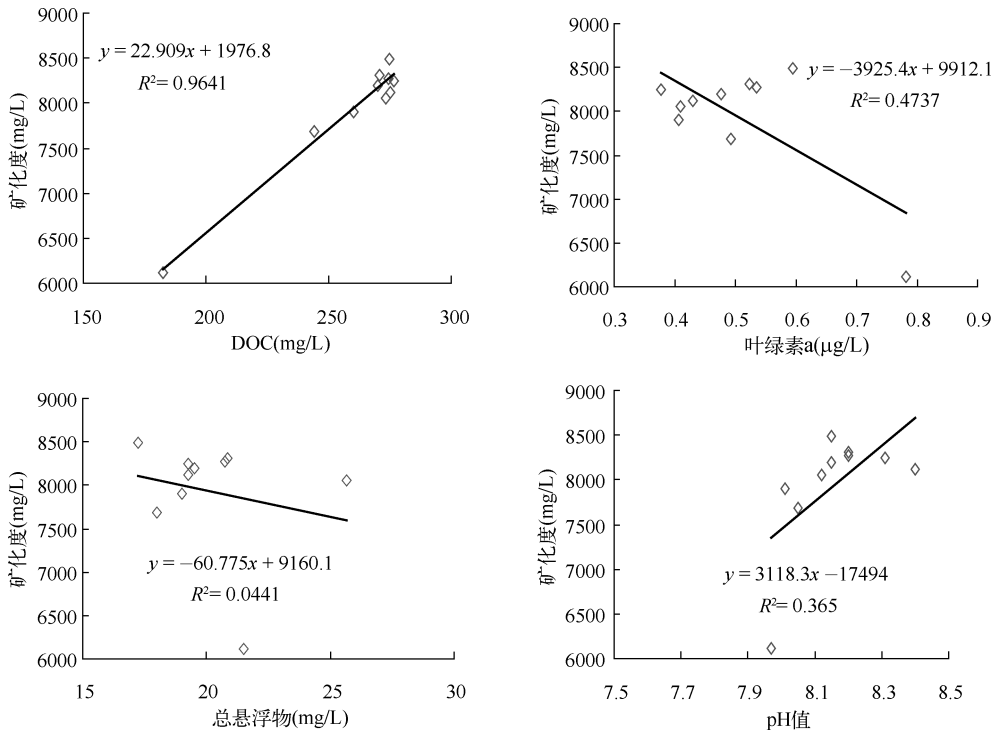 9000
8500
8000
7500
7000
6500
6000
矿化度(mg/L)
y = 22.909x + 1976.8
R²= 0.9641
150 200 250 300
DOC(mg/L)
9000
8500
8000
7500
7000
6500
6000
矿化度(mg/L)
y = −3925.4x + 9912.1
R²= 0.4737
0.3 0.4 0.5 0.6 0.7 0.8 0.9
叶绿素a(μg/L)
9000
8500
8000
7500
7000
6500
6000
矿化度(mg/L)
y = −60.775x + 9160.1
R²= 0.0441
15 20 25 30
总悬浮物(mg/L)
9000
8500
8000
7500
7000
6500
6000
矿化度(mg/L)
y = 3118.3x −17494
R²= 0.365
7.5 7.7 7.9 8.1 8.3 8.5
pH值